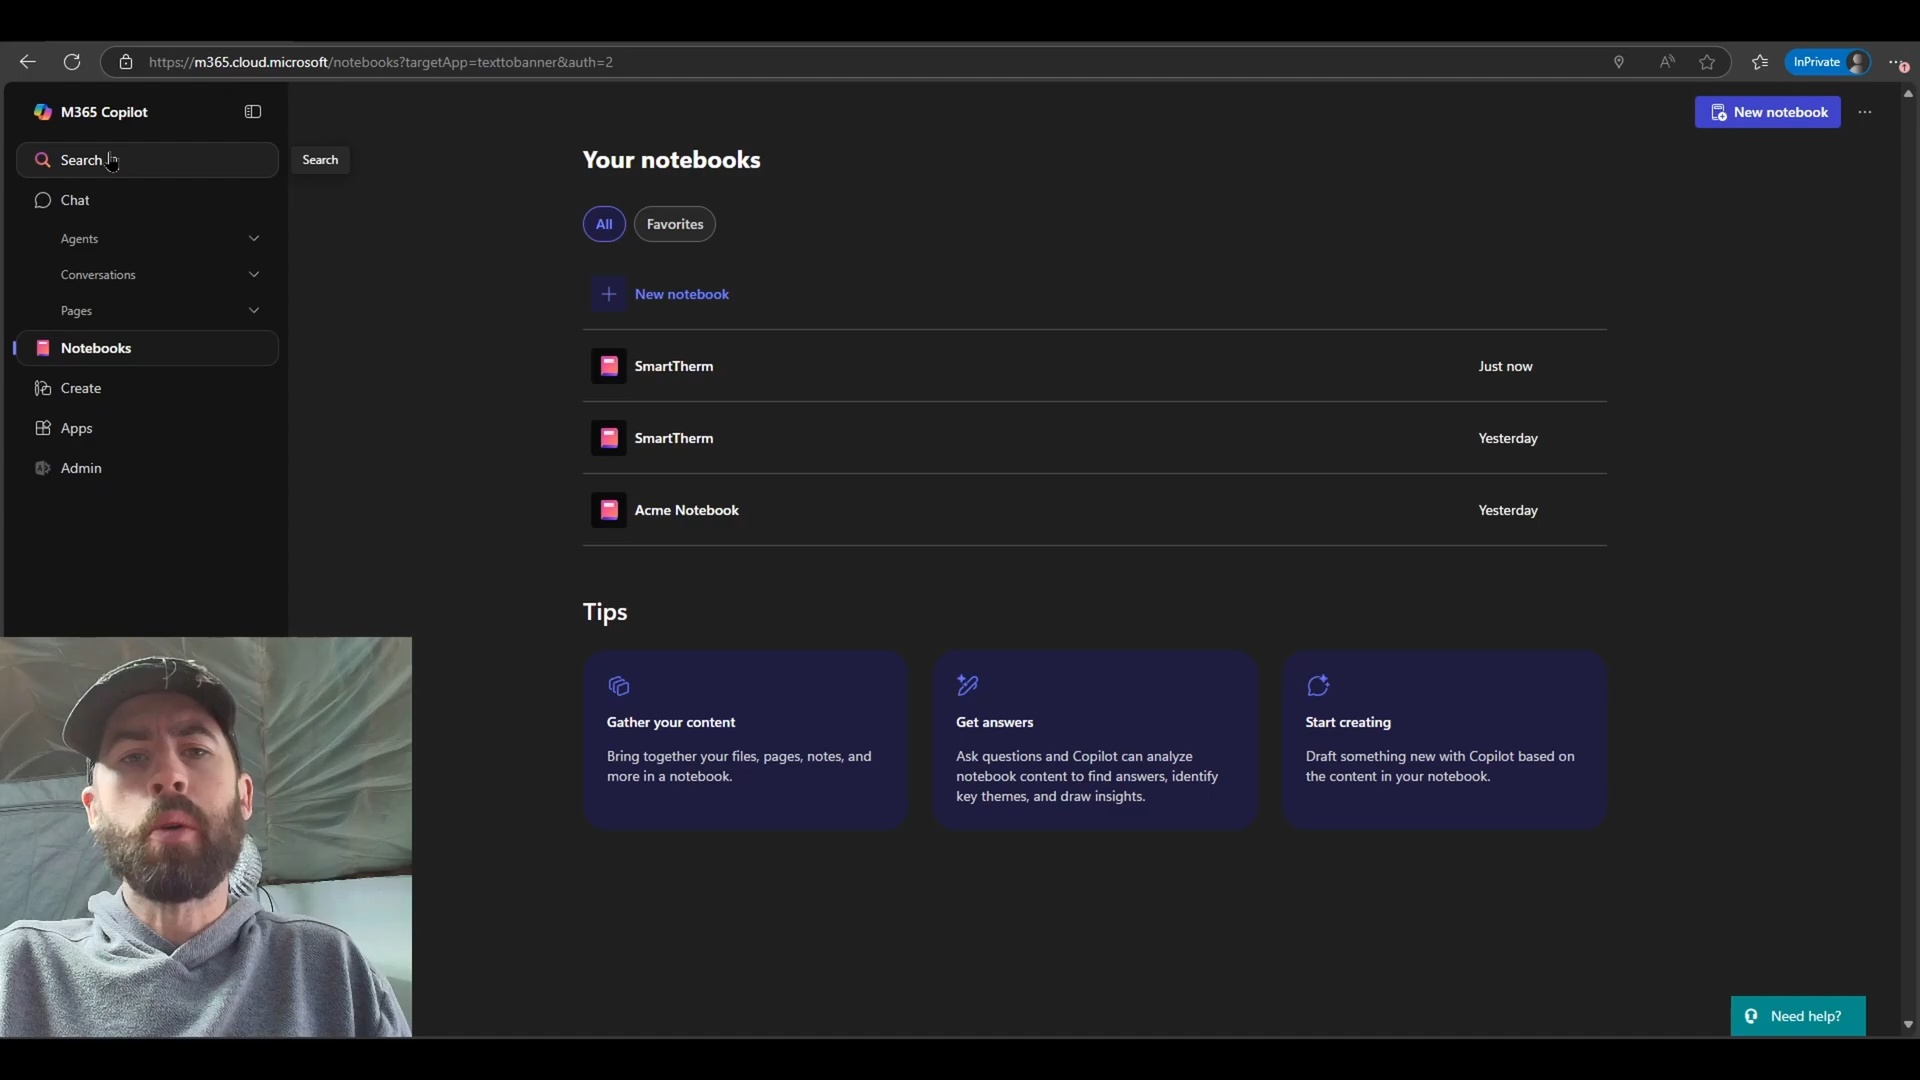 https://m365.cloud.microsoft/notebooks?targetApp=texttobanner&auth=2
InPrivate
M365 Copilot
New notebook
Search
Search
Your notebooks
Chat
All
Favorites
Agents
Conversations
New notebook
Pages
Notebooks
SmartTherm
Just now
Create
Apps
SmartTherm
Yesterday
Admin
Acme Notebook
Yesterday
Tips
Gather your content
Bring together your files, pages, notes, and
more in a notebook.
Get answers
Ask questions and Copilot can analyze
notebook content to find answers, identify
key themes, and draw insights.
Start creating
Draft something new with Copilot based on
the content in your notebook.
Need help?